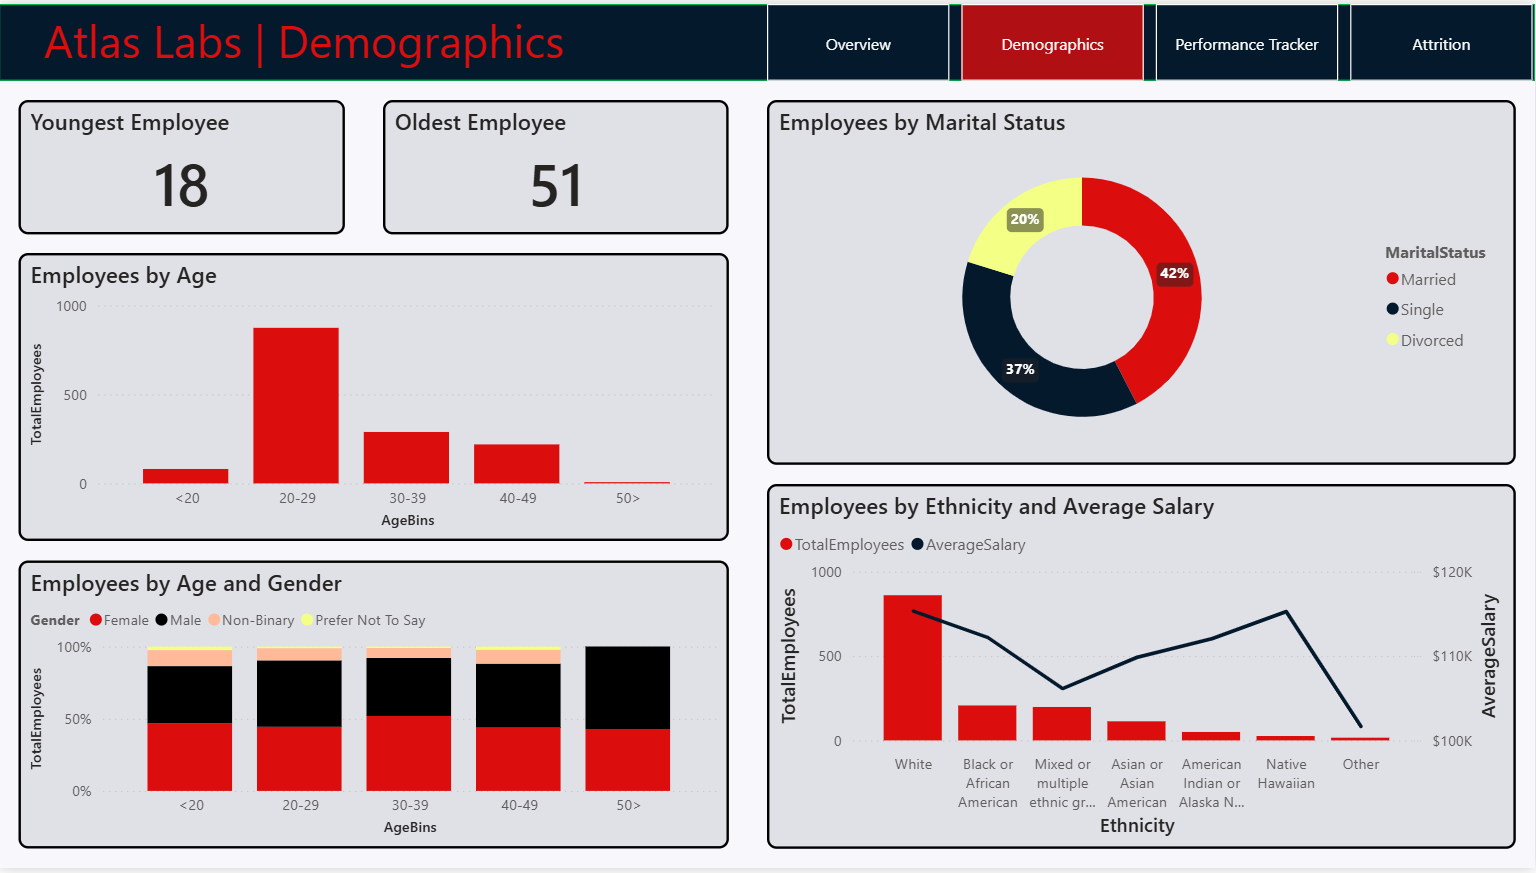 Atlas Labs | Demographics
Overview
Demographics
Performance Tracker
Attrition
Youngest Employee
18
Oldest Employee
51
Employees by Age
TotalEmployees
1000
500
0
<20
20-29
30-39
40-49
50>
AgeBins
Employees by Age and Gender
Gender
Female
Male
Non-Binary
Prefer Not To Say
TotalEmployees
100%
50%
0%
<20
20-29
30-39
40-49
50>
AgeBins
Employees by Marital Status
20%
42%
37%
MaritalStatus
Married
Single
Divorced
Employees by Ethnicity and Average Salary
TotalEmployees
AverageSalary
TotalEmployees
1000
500
0
$120K
$110K
$100K
AverageSalary
White
Black or
African
American
Mixed or
multiple
ethnic gr...
Asian or
Asian
American
American
Indian or
Alaska N...
Native
Hawaiian
Other
Ethnicity